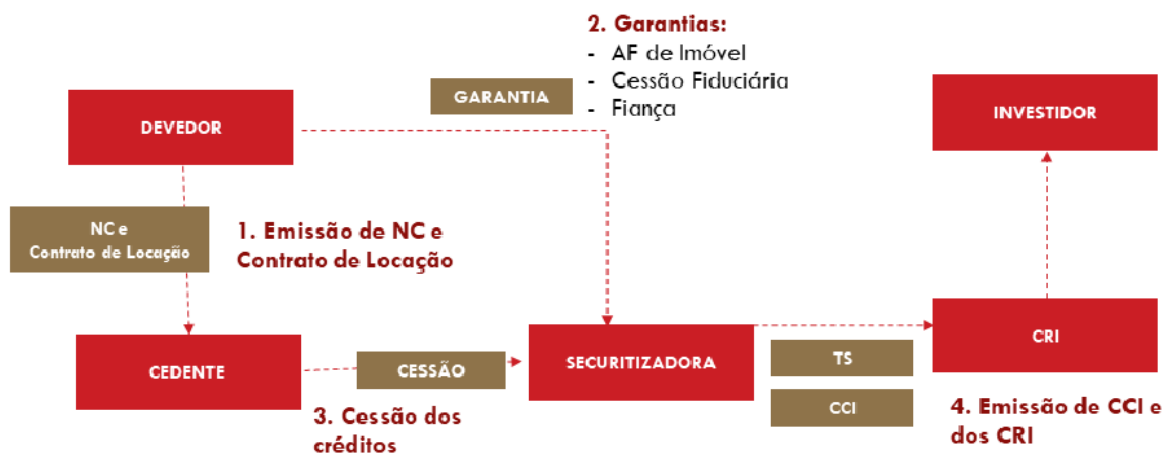 2. Garantias:
- AF de Imóvel
- Cessão Fiduciária
- Fiança
GARANTIA
DEVEDOR
INVESTIDOR
NC e
Contrato de Locação
1. Emissão de NC e
Contrato de Locação
CEDENTE
CESSÃO
SECURITIZADORA
TS
CCI
CRI
3. Cessão dos
créditos
4. Emissão de CCI e
dos CRI